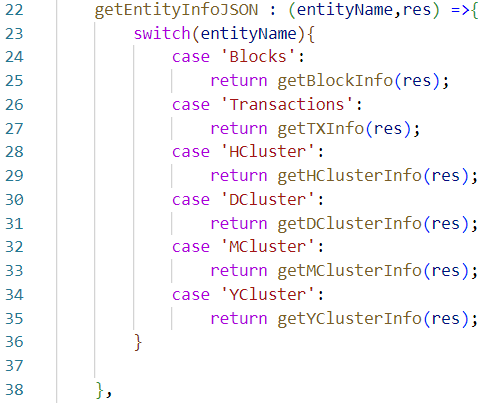 22 getEntityInfoJSON : (entityName,res) =>{
23 switch(entityName){
24 case 'Blocks':
25 return getBlockInfo(res);
26 case 'Transactions':
27 return getTXInfo(res);
28 case 'HCluster':
29 return getHClusterInfo(res);
30 case 'DCluster':
31 return getDClusterInfo(res);
32 case 'MCluster':
33 return getMClusterInfo(res);
34 case 'YCluster':
35 return getYClusterInfo(res);
36 }
37
38 },